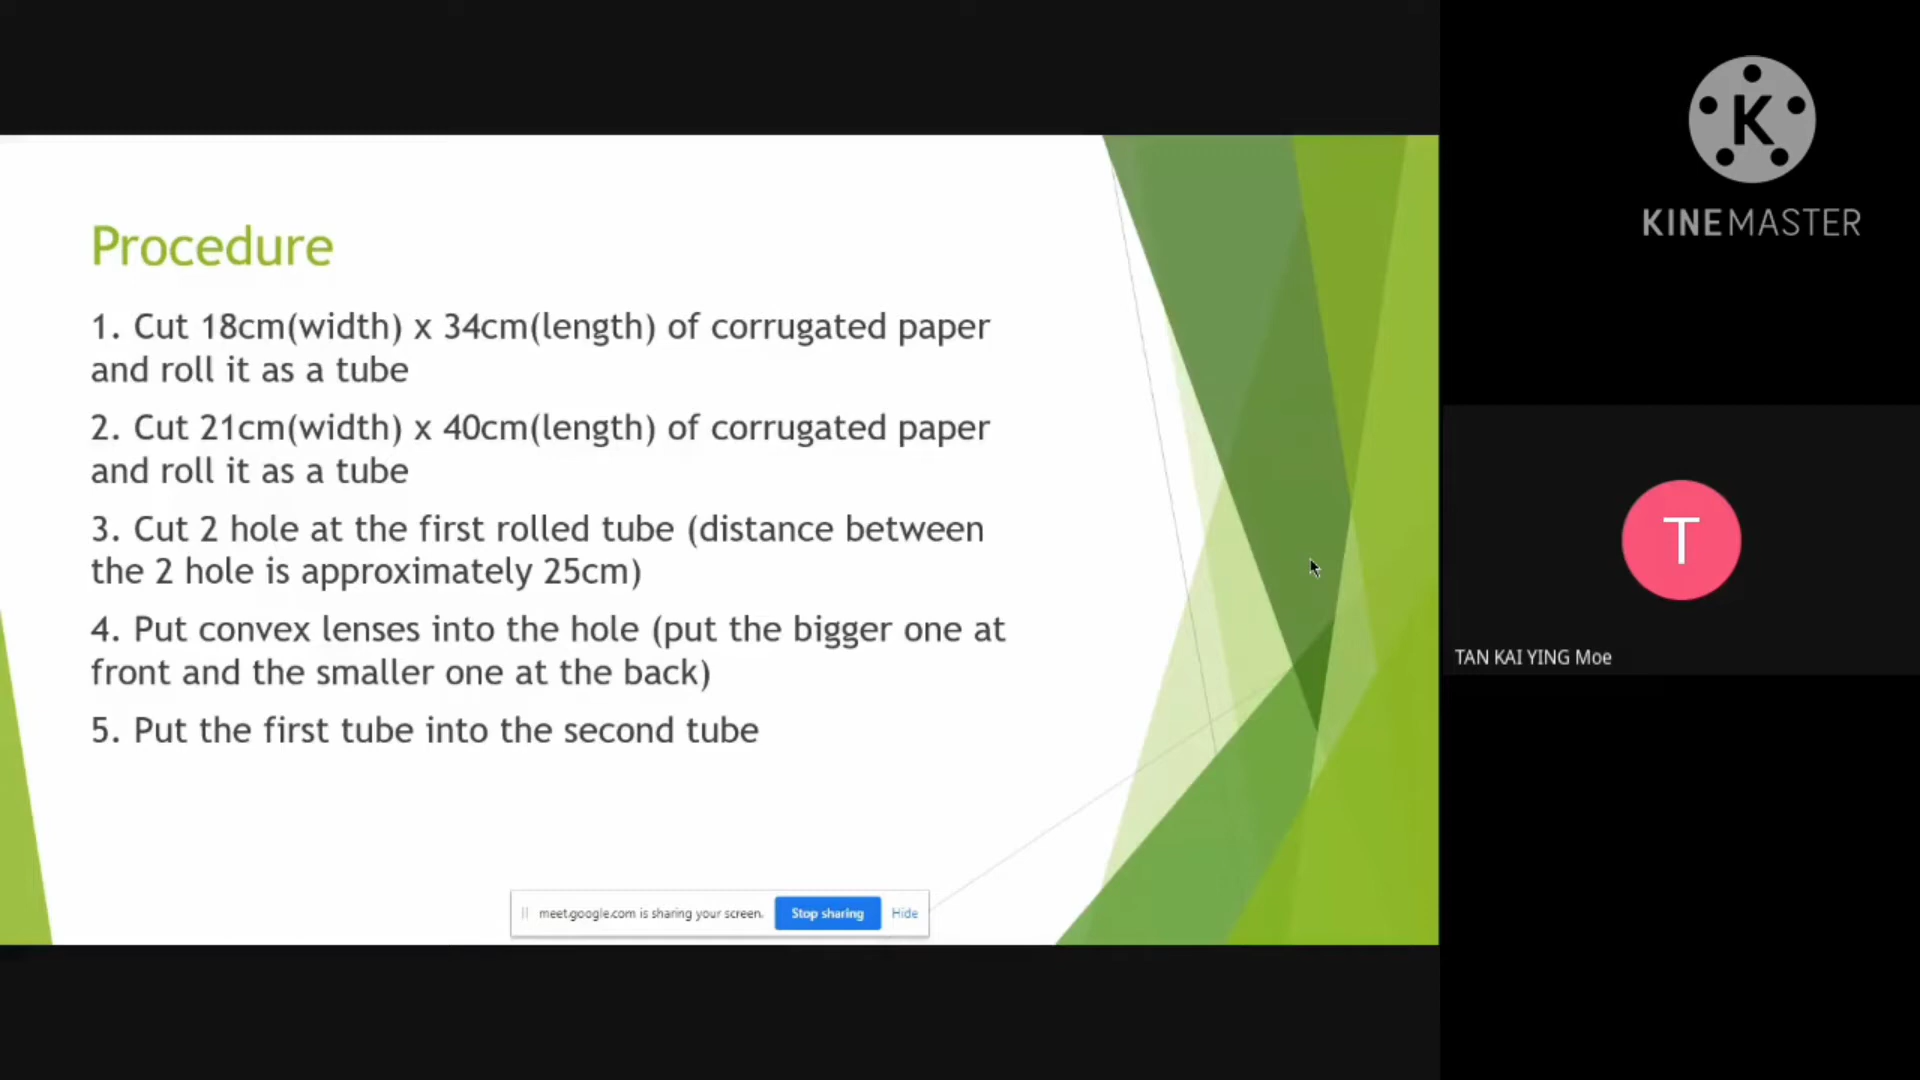 Procedure
1. Cut 18cm(width) x 34cm(length) of corrugated paper
and roll it as a tube
2. Cut 21cm(width) x 40cm(length) of corrugated paper
and roll it as a tube
3. Cut 2 hole at the first rolled tube (distance between
the 2 hole is approximately 25cm)
4. Put convex lenses into the hole (put the bigger one at
front and the smaller one at the back)
5. Put the first tube into the second tube
meet.google.com is sharing your screen. Stop sharing Hide
K
KINEMASTER
T
TAN KAI YING Moe